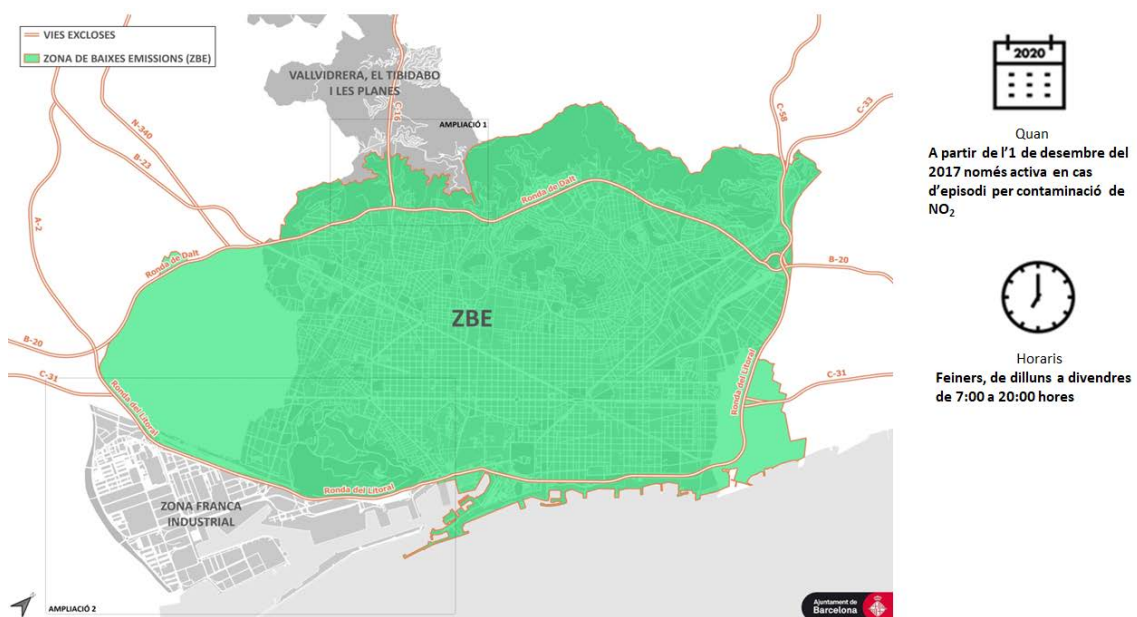 VIES EXCLOSES
ZONA DE BAIXES EMISSIONS (ZBE)
VALLVIDRERA, EL TIBIDABO
I LES PLANES
C-16
AMPLIACIÓ 1
N-340
B-23
A-2
C-58
C-33
Ronda de Dalt
Ronda de Dalt
B-20
ZBE
B-20
C-31
C-31
Ronda del Litoral
Ronda del Litoral
Ronda del Litoral
ZONA FRANCA
INDUSTRIAL
AMPLIACIÓ 2
Ajuntament de
Barcelona
2020
Quan
A partir de l'1 de desembre del
2017 només activa en cas
d'episodi per contaminació de
NO₂
Horaris
Feiners, de dilluns a divendres
de 7:00 a 20:00 hores